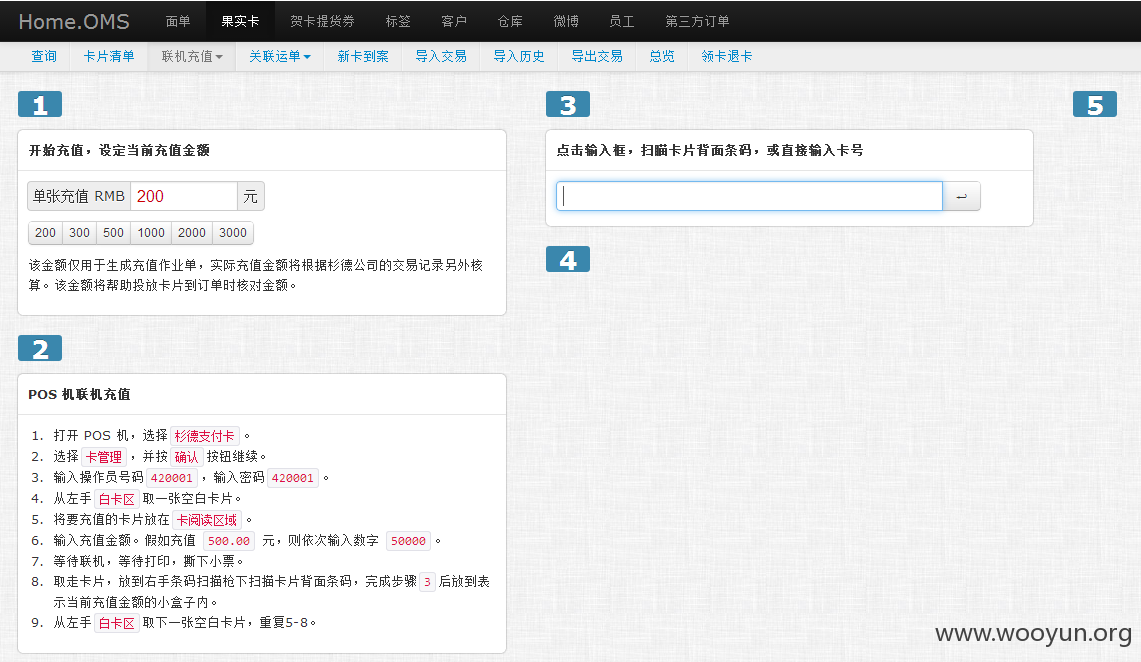 Home.OMS 面单 果实卡 贺卡提货券 标签 客户 仓库 微博 员工 第三方订单
查询 卡片清单 联机充值 关联运单 新卡到案 导入交易 导入历史 导出交易 总览 领卡退卡
1
开始充值，设定当前充值金额
单张充值 RMB 200 元
200 300 500 1000 2000 3000
该金额仅用于生成充值作业单，实际充值金额将根据杉德公司的交易记录另外核
算。该金额将帮助投放卡片到订单时核对金额。
2
POS 机联机充值
1. 打开 POS 机，选择 杉德支付卡 。
2. 选择 卡管理 ，并按 确认 按钮继续。
3. 输入操作员号码 420001 ，输入密码 420001 。
4. 从左手 白卡区 取一张空白卡片。
5. 将要充值的卡片放在 卡阅读区域 。
6. 输入充值金额。假如充值 500.00 元，则依次输入数字 50000 。
7. 等待联机，等待打印，撕下小票。
8. 取走卡片，放到右手条码扫描枪下扫描卡片背面条码，完成步骤 3 后放到表
示当前充值金额的小盒子内。
9. 从左手 白卡区 取下一张空白卡片，重复5-8。
3
点击输入框，扫瞄卡片背面条码，或直接输入卡号
4
5
www.wooyun.org